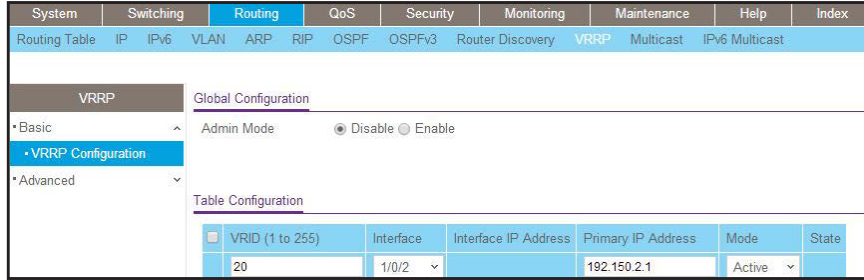 System Switching Routing QoS Security Monitoring Maintenance Help Index
Routing Table IP IPv6 VLAN ARP RIP OSPF OSPFv3 Router Discovery VRRP Multicast IPv6 Multicast
VRRP
Basic
VRRP Configuration
Advanced
Global Configuration
Admin Mode Disable Enable
Table Configuration
VRID (1 to 255) Interface Interface IP Address Primary IP Address Mode State
20 1/0/2 192.150.2.1 Active